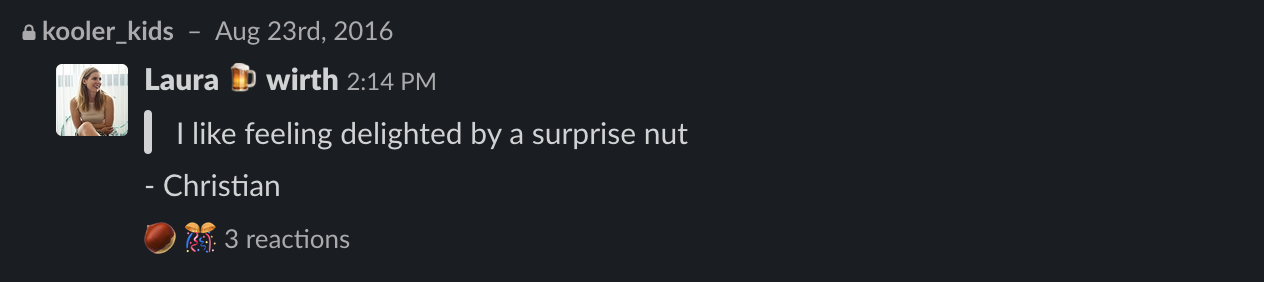 kooler_kids – Aug 23rd, 2016
Laura 🍺 wirth 2:14 PM
I like feeling delighted by a surprise nut
- Christian
🌰 🎊 3 reactions